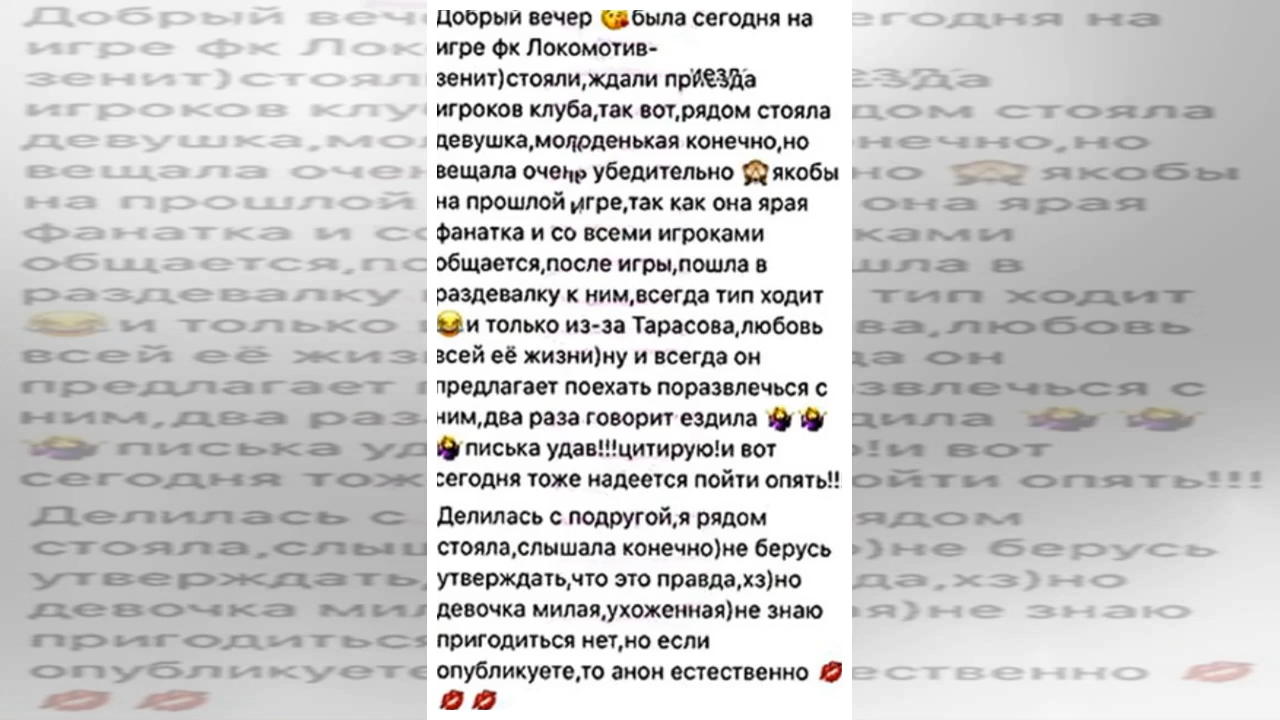 Добрый вечер 😘была сегодня на
игре фк Локомотив-
зенит)стояли,ждали приезда
игроков клуба,так вот,рядом стояла
девушка,молоденькая конечно,но
вещала очень убедительно 🙈якобы
на прошлой игре,так как она ярая
фанатка и со всеми игроками
общается,после игры,пошла в
раздевалку к ним,всегда тип ходит
😂и только из-за Тарасова,любовь
всей её жизни)ну и всегда он
предлагает поехать поразвлечься с
ним,два раза говорит ездила 🤷‍♀️🤷‍♀️
🤷‍♀️писька удав!!!цитирую!и вот
сегодня тоже надеется пойти опять!!!
Делилась с подругой,я рядом
стояла,слышала конечно)не берусь
утверждать,что это правда,хз)но
девочка милая,ухоженная)не знаю
пригодиться нет,но если
опубликуете,то анон естественно 💋
💋💋